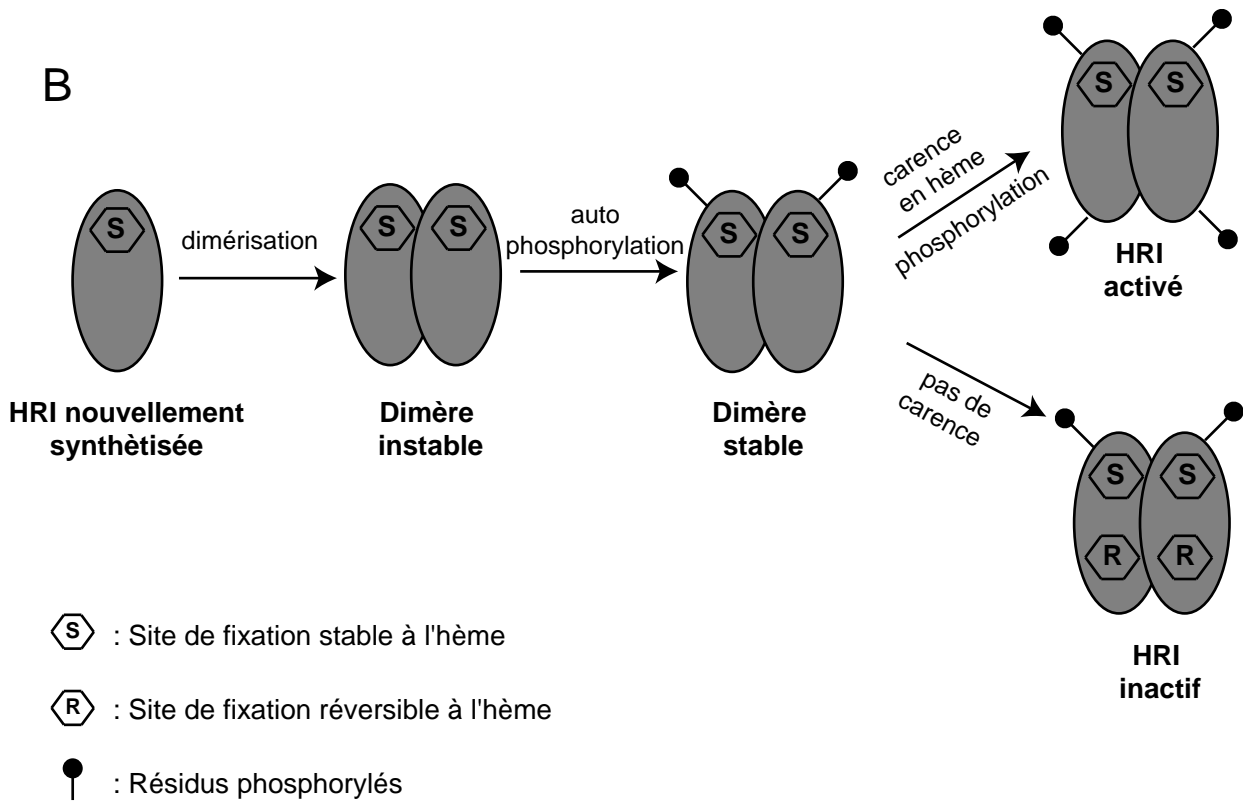 B
S
dimérisation
S S
auto
phosphorylation
S S
carence
en hème
phosphorylation
S S
HRI
activé
pas de
carence
S S
R R
HRI
inactif
HRI nouvellement
synthètisée
Dimère
instable
Dimère
stable
S : Site de fixation stable à l'hème
R : Site de fixation réversible à l'hème
: Résidus phosphorylés